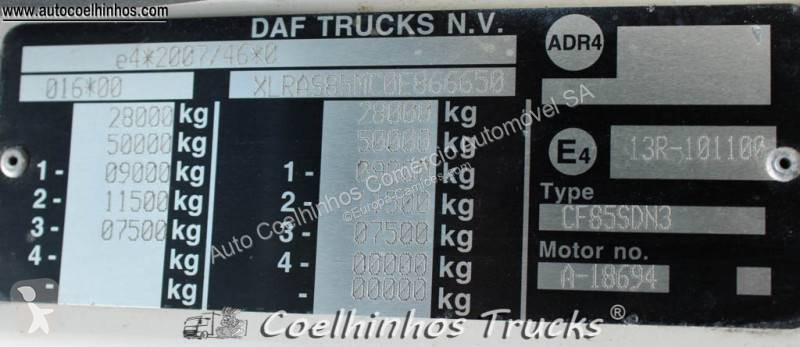 www.autocoelhinhos.com
DAF TRUCKS N.V.
e4*2007/46*0
016*00
XLRAS85MC0E866650
28000 kg 28000 kg
50000 kg 50000 kg
1- 09000 kg 1- kg
2- 11500 kg 2- kg
3- 07500 kg 3- 07500 kg
4- kg 4- 00000 kg
- kg - 00000 kg
ADR4
E4 13R-101100
Type
CF85SDN3
Motor no.
A-18694
Auto Coelhinhos Comércio Automóvel SA
©Europa-Camiões.com
Coelhinhos Trucks ®